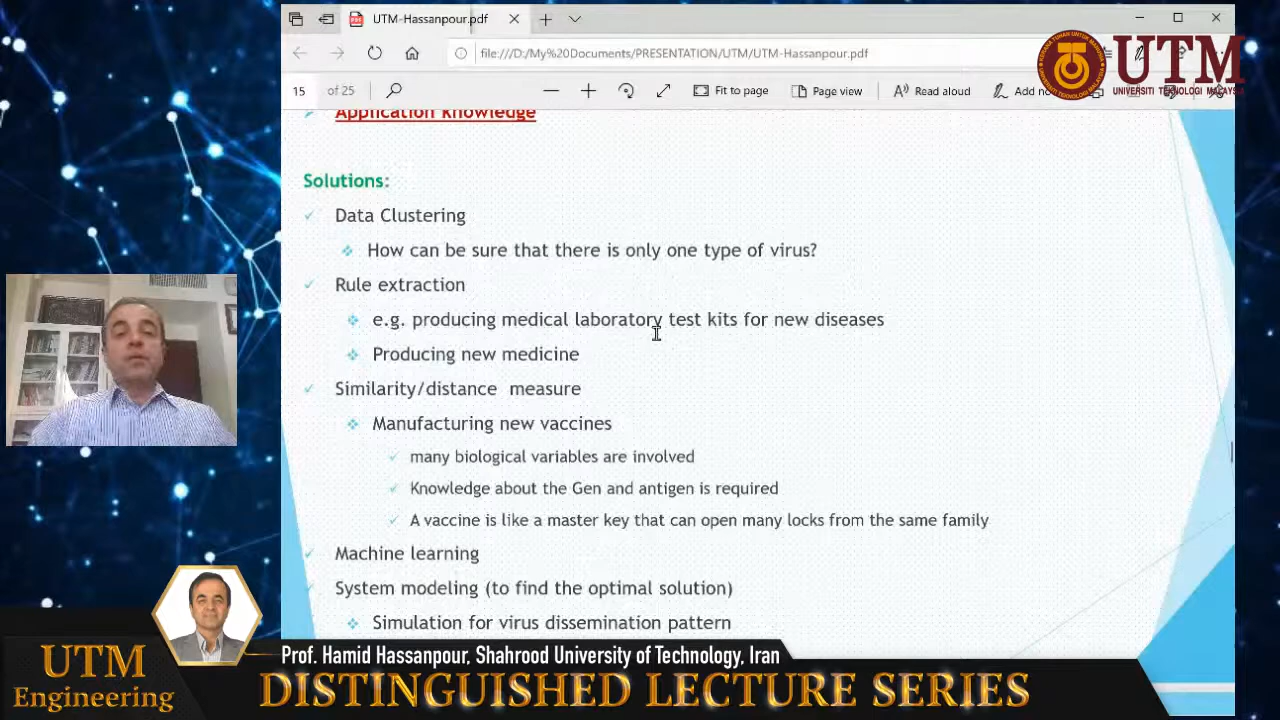 UTM-Hassanpour.pdf
file:///D:/My%20Documents/PRESENTATION/UTM/UTM-Hassanpour.pdf
UTM
UNIVERSITI TEKNOLOGI MALAYSIA
15 of 25
Fit to page
Page view
Read aloud
Add no
Application Knowledge
Solutions:
Data Clustering
How can be sure that there is only one type of virus?
Rule extraction
e.g. producing medical laboratory test kits for new diseases
Producing new medicine
Similarity/distance measure
Manufacturing new vaccines
many biological variables are involved
Knowledge about the Gen and antigen is required
A vaccine is like a master key that can open many locks from the same family
Machine learning
System modeling (to find the optimal solution)
Simulation for virus dissemination pattern
Prof. Hamid Hassanpour, Shahrood University of Technology, Iran
UTM
Engineering
DISTINGUISHED LECTURE SERIES